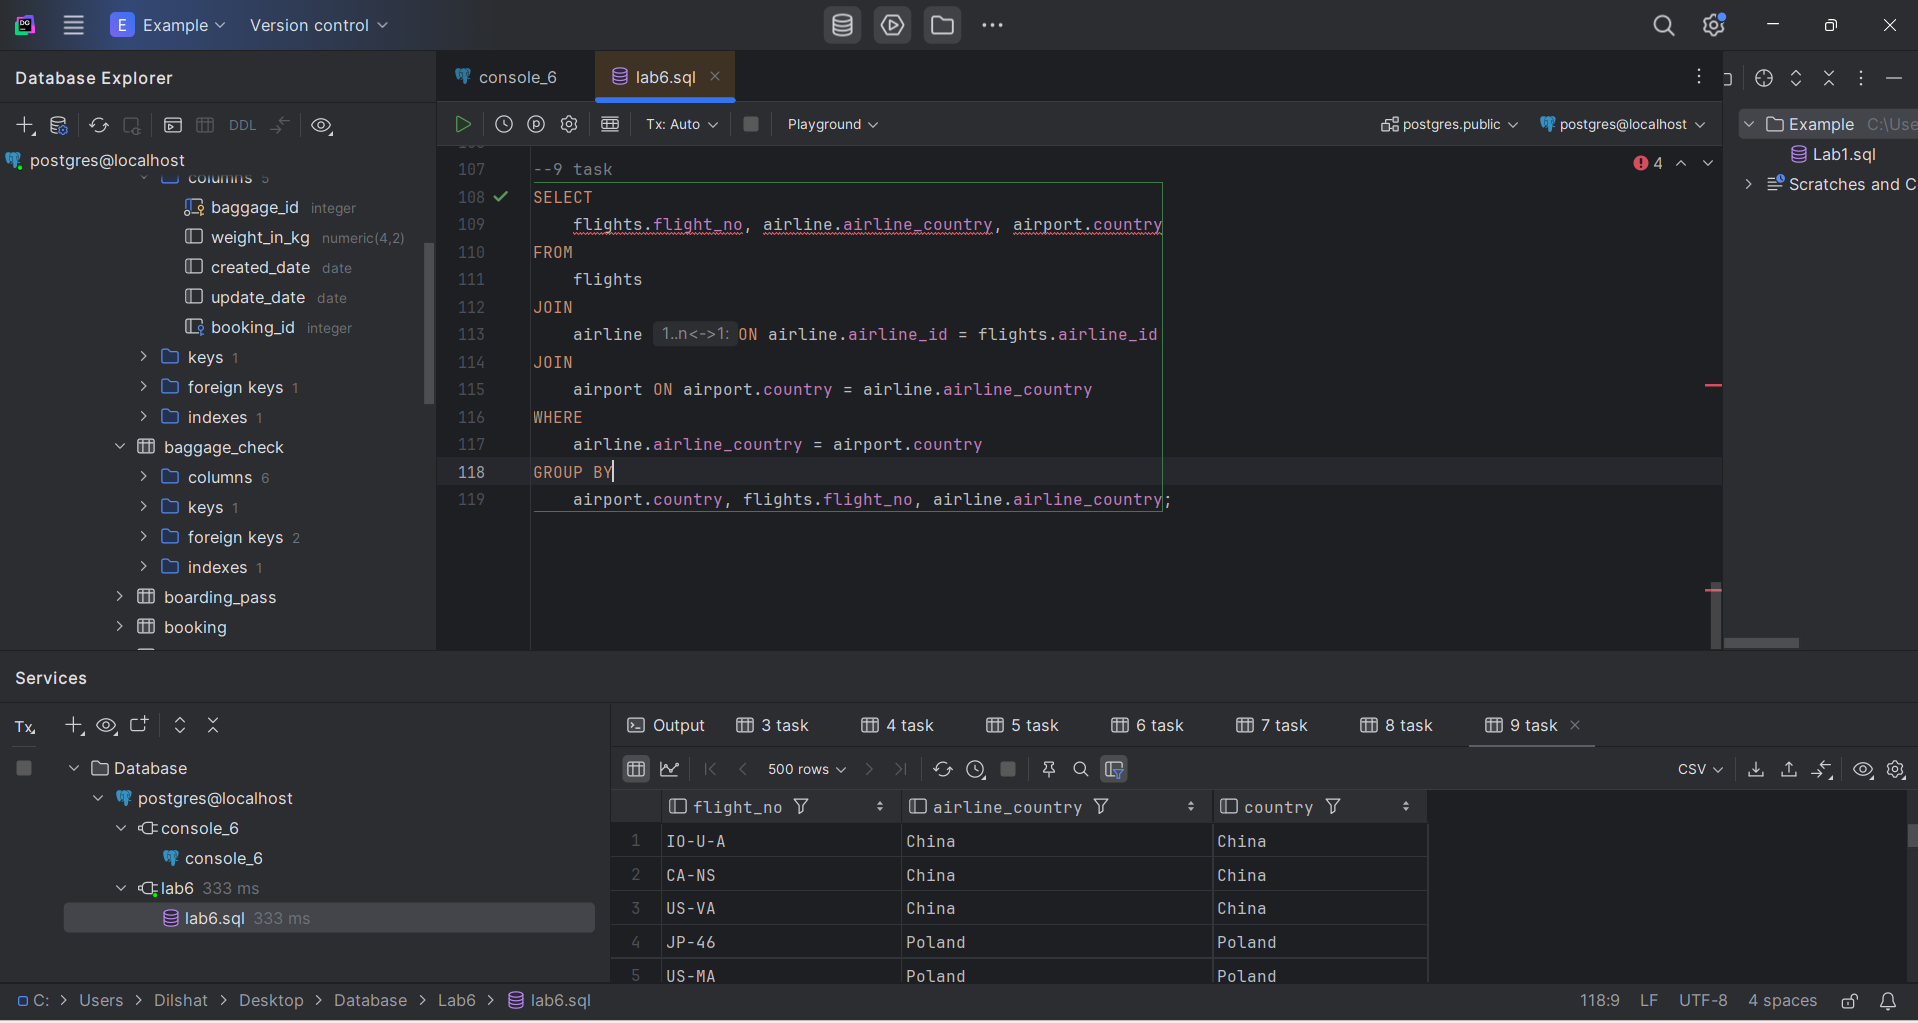 E Example Version control
Database Explorer
DDL
postgres@localhost
columns 5
baggage_id integer
weight_in_kg numeric(4,2)
created_date date
update_date date
booking_id integer
keys 1
foreign keys 1
indexes 1
baggage_check
columns 6
keys 1
foreign keys 2
indexes 1
boarding_pass
booking
console_6 lab6.sql
Tx: Auto Playground postgres.public postgres@localhost
4
107 --9 task
108 SELECT
109 flights.flight_no, airline.airline_country, airport.country
110 FROM
111 flights
112 JOIN
113 airline 1..n<->1: ON airline.airline_id = flights.airline_id
114 JOIN
115 airport ON airport.country = airline.airline_country
116 WHERE
117 airline.airline_country = airport.country
118 GROUP BY
119 airport.country, flights.flight_no, airline.airline_country;
Example C:\Use
Lab1.sql
Scratches and C
Services
Tx
Database
postgres@localhost
console_6
console_6
lab6 333 ms
lab6.sql 333 ms
Output 3 task 4 task 5 task 6 task 7 task 8 task 9 task
500 rows CSV
flight_no airline_country country
1 IO-U-A China China
2 CA-NS China China
3 US-VA China China
4 JP-46 Poland Poland
5 US-MA Poland Poland
C: > Users > Dilshat > Desktop > Database > Lab6 > lab6.sql
118:9 LF UTF-8 4 spaces